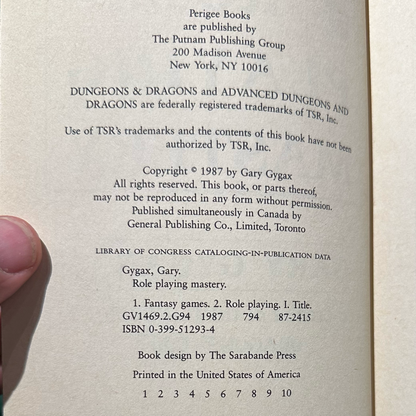 Perigee Books
are published by
The Putnam Publishing Group
200 Madison Avenue
New York, NY 10016
DUNGEONS & DRAGONS and ADVANCED DUNGEONS AND
DRAGONS are federally registered trademarks of TSR, Inc.
Use of TSR's trademarks and the contents of this book have not been
authorized by TSR, Inc.
Copyright © 1987 by Gary Gygax
All rights reserved. This book, or parts thereof,
may not be reproduced in any form without permission.
Published simultaneously in Canada by
General Publishing Co., Limited, Toronto
LIBRARY OF CONGRESS CATALOGING-IN-PUBLICATION DATA
Gygax, Gary.
Role playing mastery.
1. Fantasy games. 2. Role playing. I. Title.
GV1469.2.G94 1987 794 87-2415
ISBN 0-399-51293-4
Book design by The Sarabande Press
Printed in the United States of America
1 2 3 4 5 6 7 8 9 10